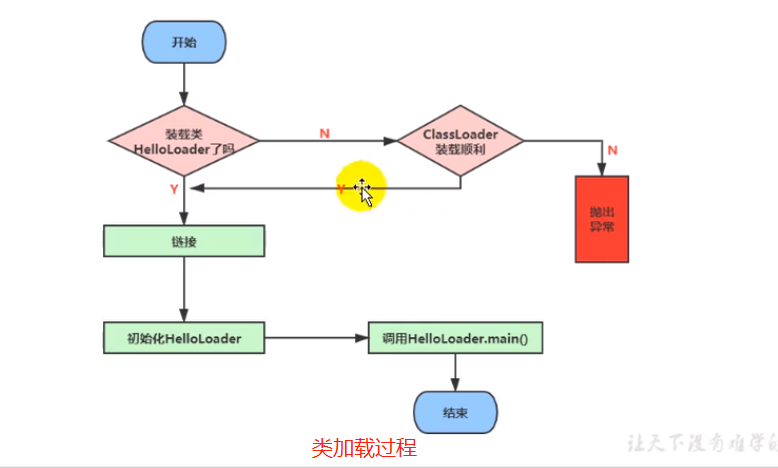 开始
装载类
HelloLoader了吗
N
ClassLoader
装载顺利
N
Y
Y
抛出
异常
链接
初始化HelloLoader
调用HelloLoader.main()
结束
类加载过程
让天下没有难学的